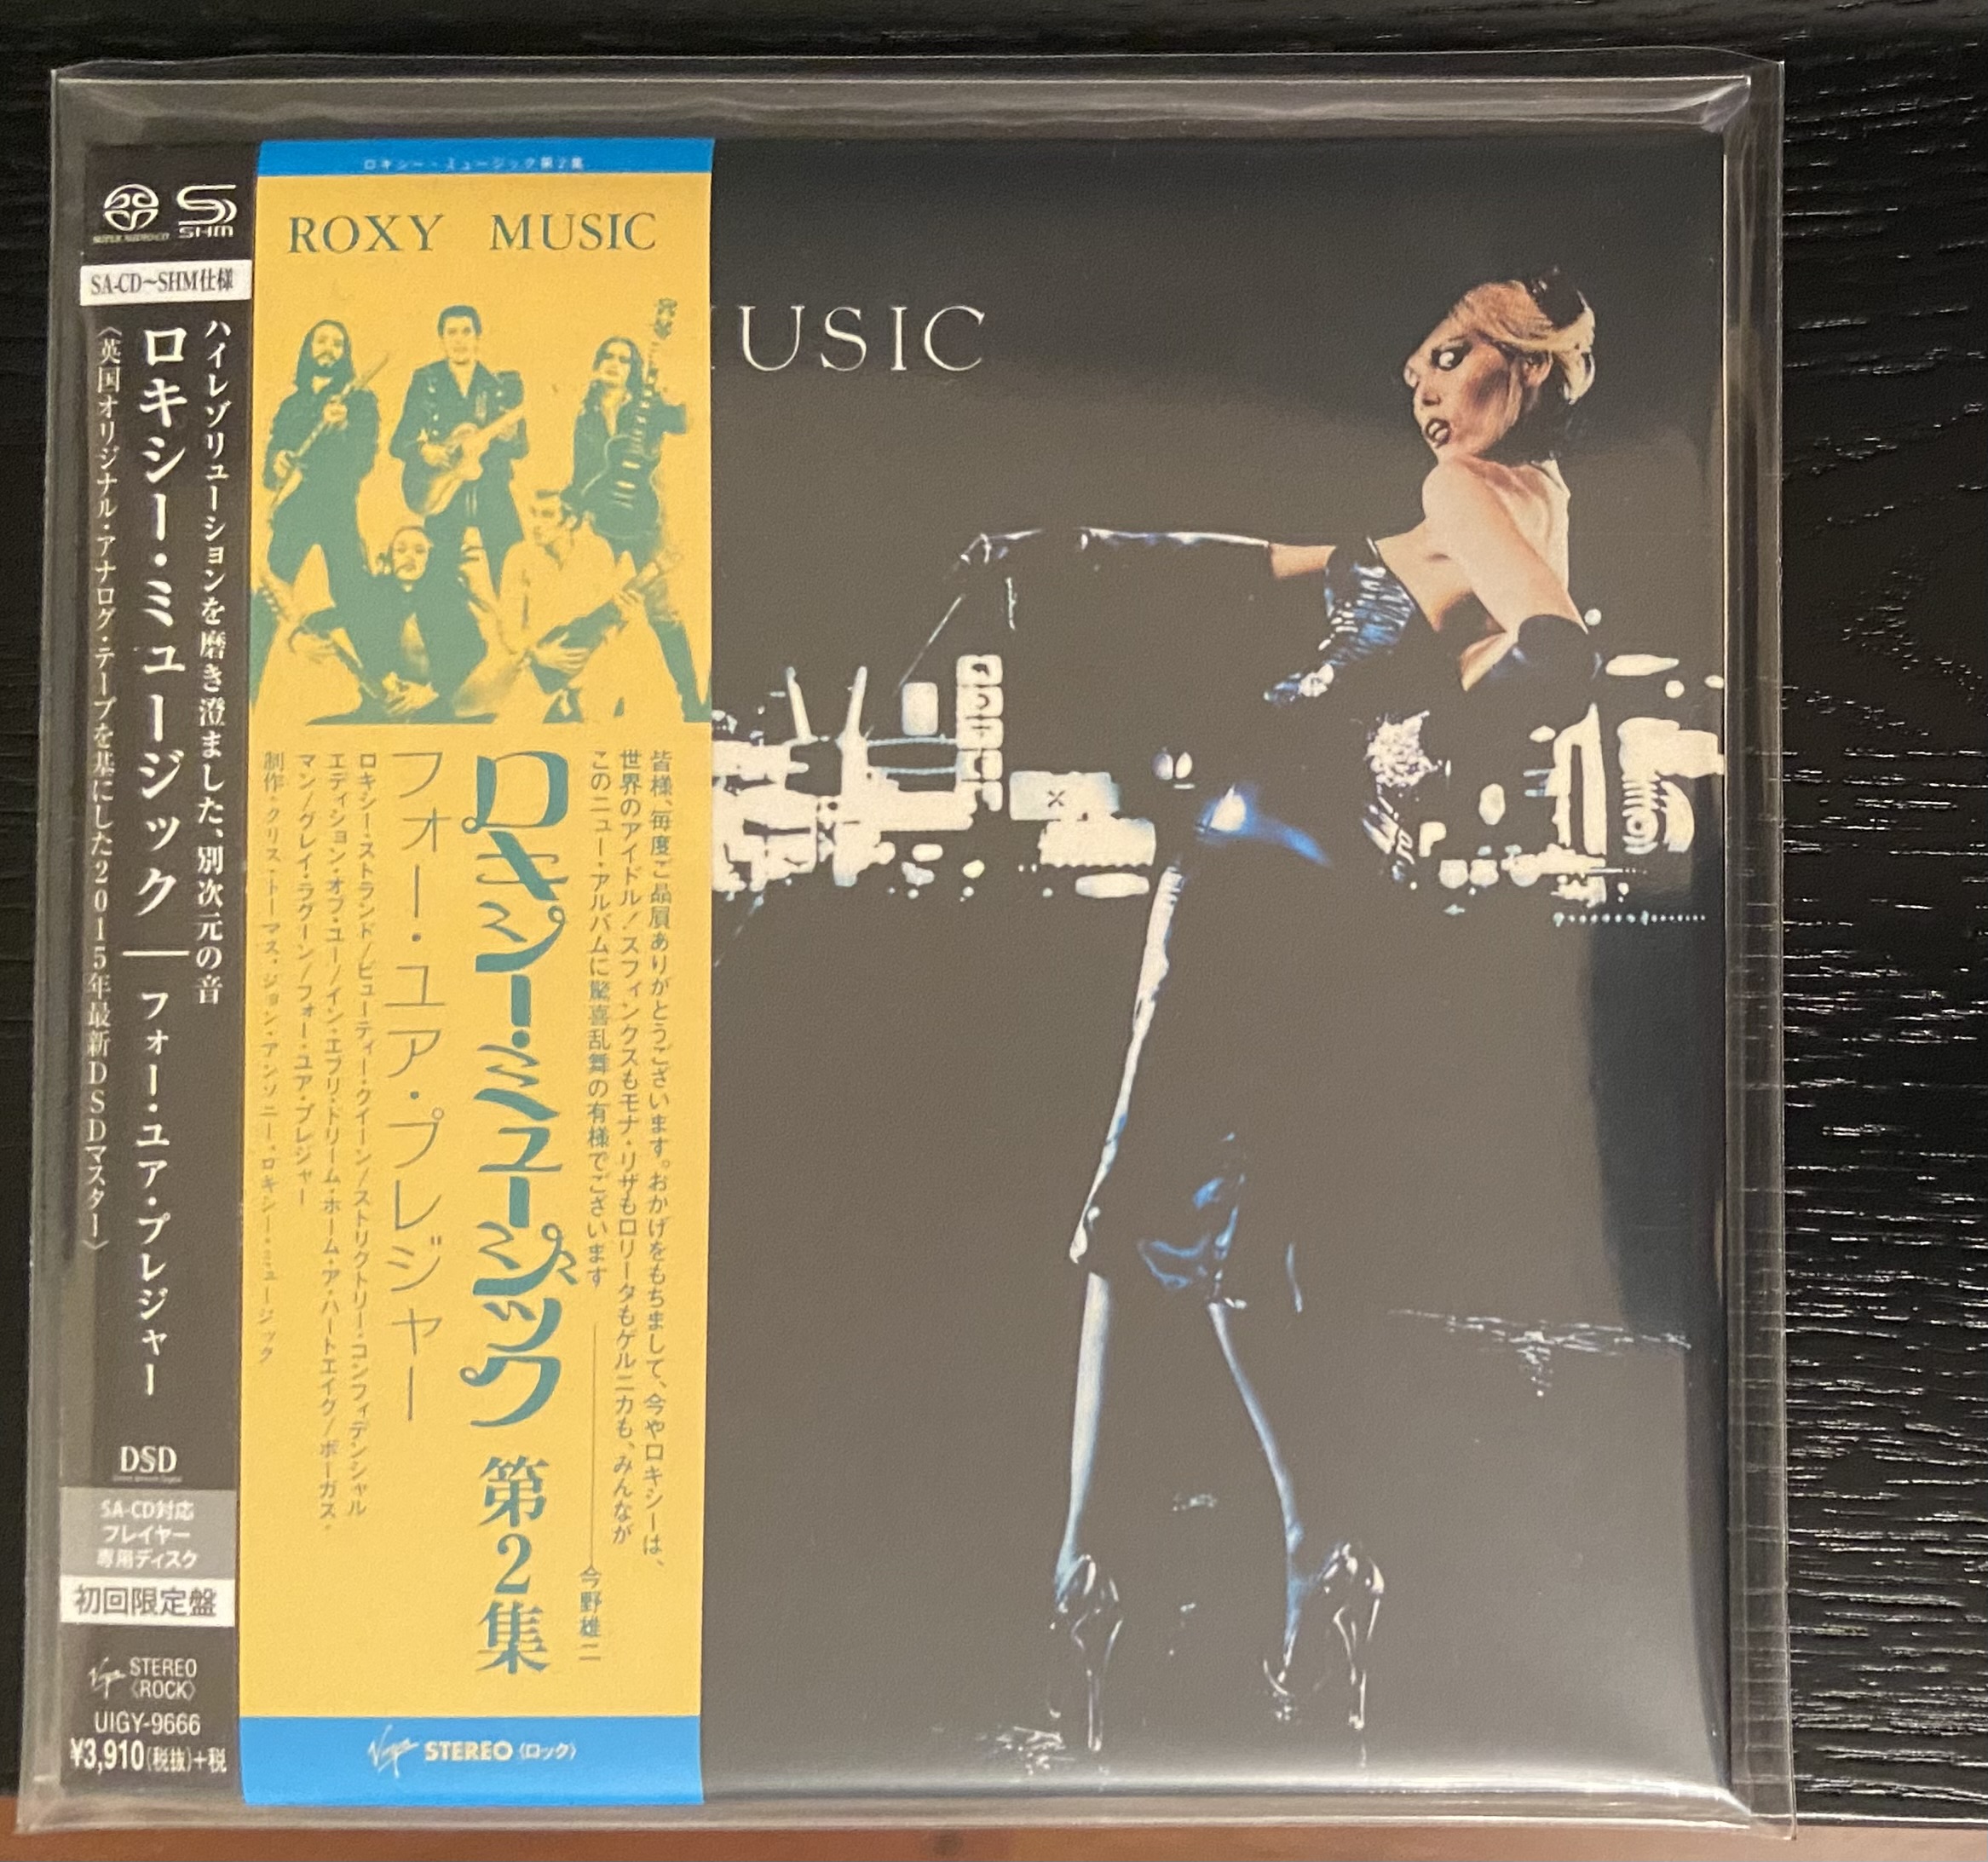 SUPER AUDIO CD
SHM
SA-CD～SHM仕様
ハイレゾリューションを磨き澄ました、別次元の音
ロキシー・ミュージック──フォー・ユア・プレジャー
〈英国オリジナル・アナログ・テープを基にした2015年最新DSDマスター〉
DSD
SA-CD対応
プレイヤー
専用ディスク
初回限定盤
Virgin
STEREO
〈ROCK〉
UIGY-9666
¥3,910(税抜)+税
ロキシー・ミュージック第2集
ROXY MUSIC
皆様、毎度ご贔屓ありがとうございます。おかげをもちまして、今やロキシーは、
世界のアイドル！スフィンクスもモナ・リザもロリータもゲルニカも、みんなが
このニュー・アルバムに驚喜乱舞の有様でございます──今野雄二
ロキシー・ミュージック 第2集
フォー・ユア・プレジャー
ロキシー・ストランド/ビューティー・クイーン/ストリクトリー・コンフィデンシャル
エディション・オブ・ユー/イン・エブリ・ドリーム・ホーム・ア・ハートエイク/ボーガス・
マン/グレイ・ラグーン/フォー・ユア・プレジャー
制作・クリス・トーマス、ジョン・アンソニー、ロキシー・ミュージック
Virgin STEREO〈ロック〉
MUSIC